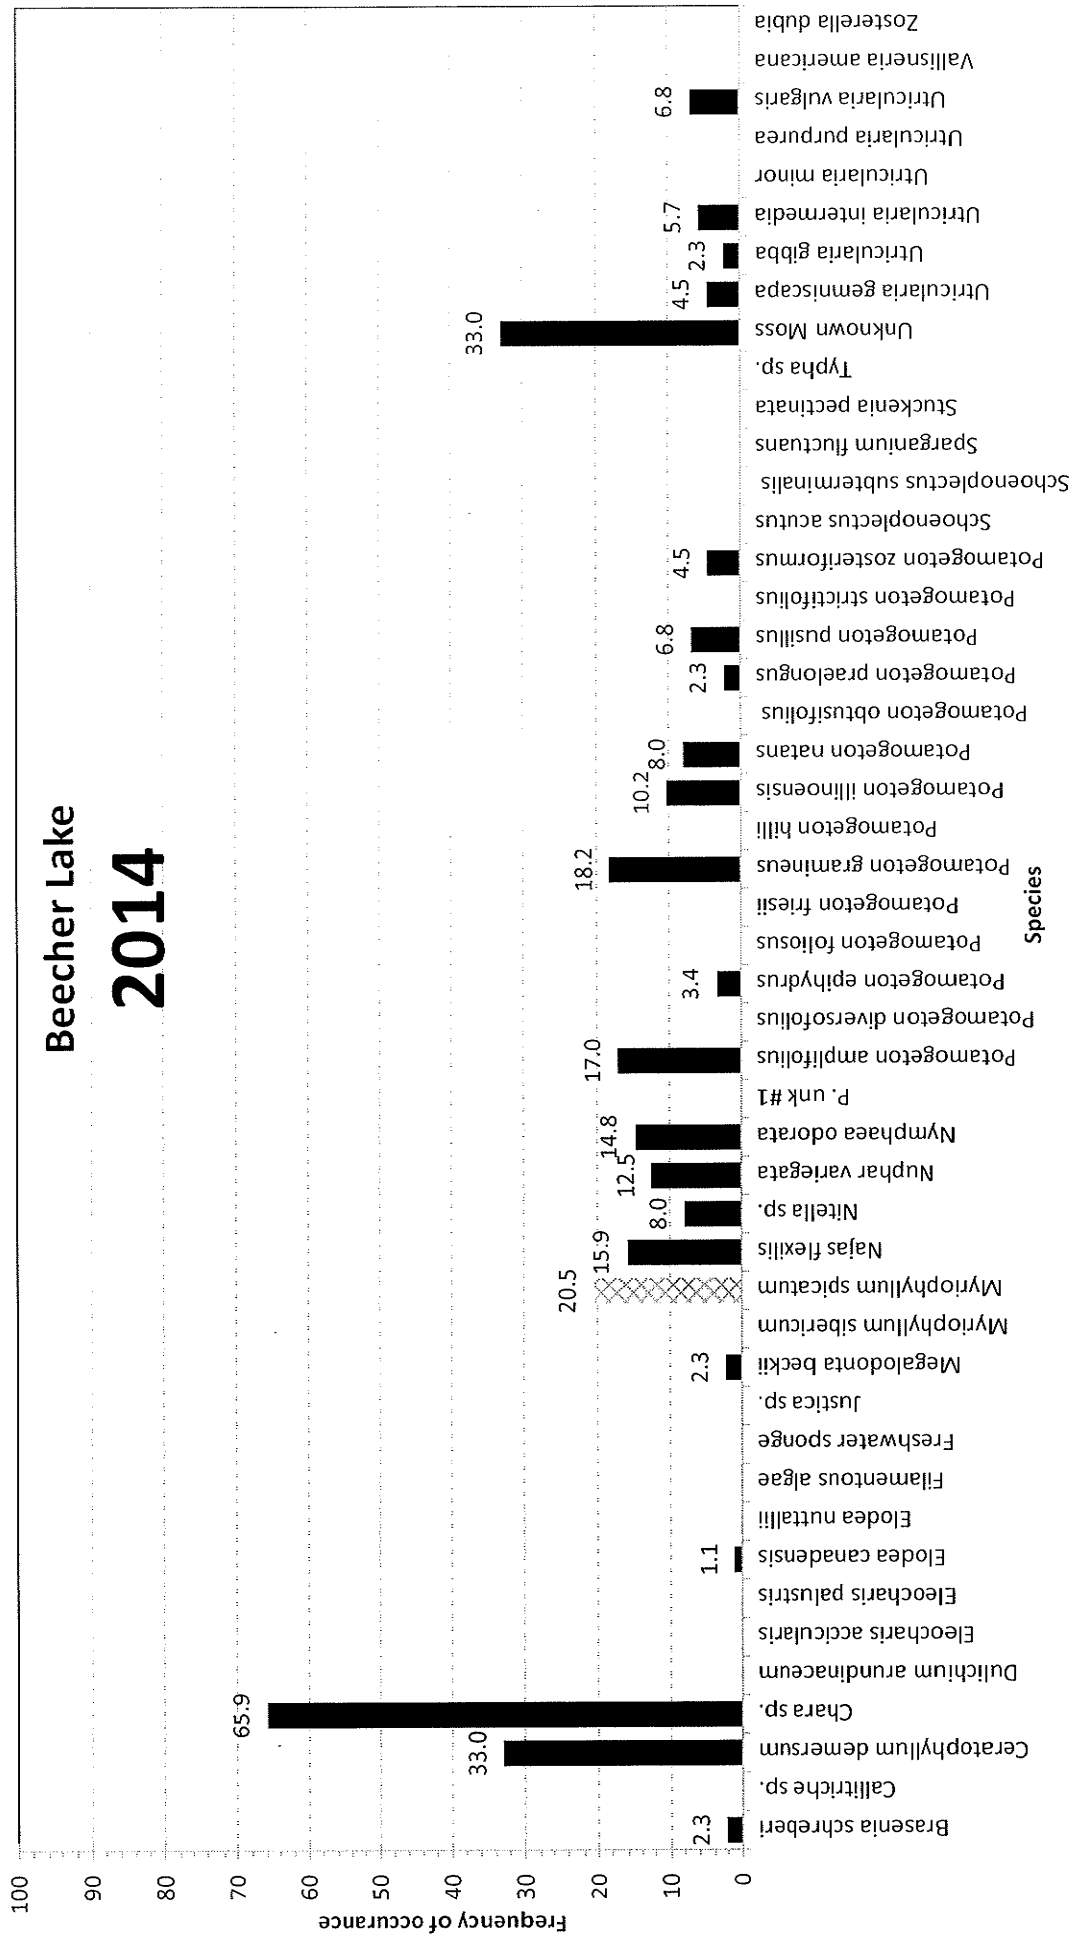 Beecher Lake
2014
Frequency of occurance
100
90
80
70
60
50
40
30
20
10
0
2.3
33.0
65.9
1.1
2.3
20.5
15.9
8.0
12.5
14.8
17.0
3.4
18.2
10.2
8.0
2.3
6.8
4.5
33.0
4.5
2.3
5.7
6.8
Brasenia schreberi
Callitriche sp.
Ceratophyllum demersum
Chara sp.
Dulichium arundinaceum
Eleocharis accicularis
Eleocharis palustris
Elodea canadensis
Elodea nuttallii
Filamentous algae
Freshwater sponge
Justica sp.
Megalodonta beckii
Myriophyllum sibericum
Myriophyllum spicatum
Najas flexilis
Nitella sp.
Nuphar variegata
Nymphaea odorata
P. unk #1
Potamogeton amplifolius
Potamogeton diversofolius
Potamogeton epihydrus
Potamogeton foliosus
Potamogeton friesii
Potamogeton gramineus
Potamogeton hilli
Potamogeton illinoensis
Potamogeton natans
Potamogeton obtusifolius
Potamogeton praelongus
Potamogeton pusillus
Potamogeton strictifolius
Potamogeton zosteriformus
Schoenoplectus acutus
Schoenoplectus subterminalis
Sparganium fluctuans
Stuckenia pectinata
Typha sp.
Unknown Moss
Utricularia gemniscapa
Utricularia gibba
Utricularia intermedia
Utricularia minor
Utricularia purpurea
Utricularia vulgaris
Vallisneria americana
Zosterella dubia
Species